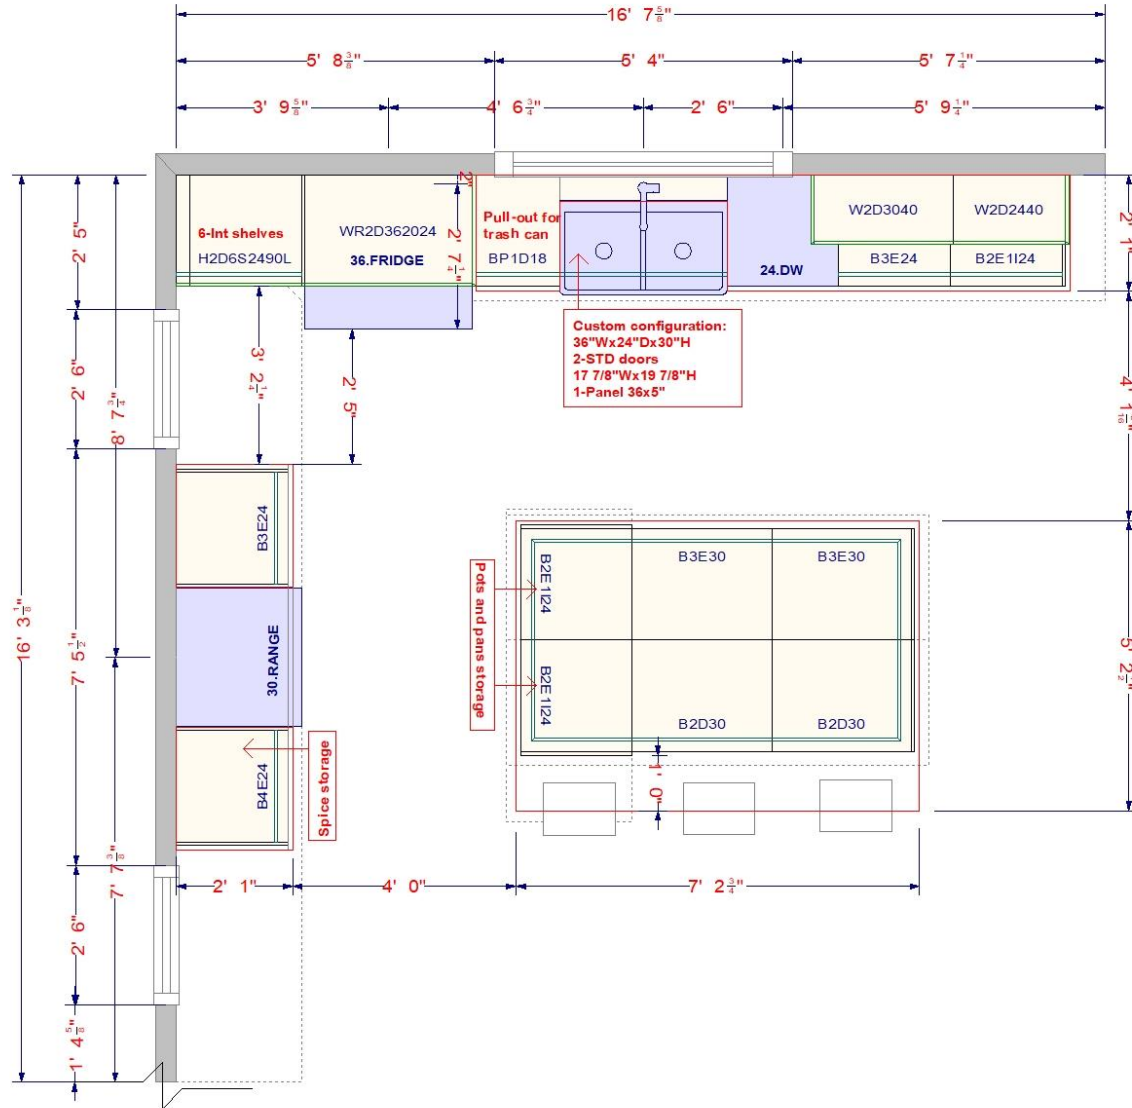 16' 7 5/8"
5' 8 3/8"
5' 4"
5' 7 1/4"
3' 9 5/8"
4' 6 3/4"
2' 6"
5' 9 1/4"
2"
2' 7 1/4"
6-Int shelves
H2D6S2490L
WR2D362024
36.FRIDGE
Pull-out for
trash can
BP1D18
24.DW
W2D3040
W2D2440
B3E24
B2E1I24
2' 1"
2' 5"
2' 6"
8' 7 3/4"
3' 2 1/4"
2' 5"
Custom configuration:
36"Wx24"Dx30"H
2-STD doors
17 7/8"Wx19 7/8"H
1-Panel 36x5"
4' 1 5/16"
B3E24
30.RANGE
B4E24
Spice storage
Pots and pans storage
B2E1I24
B2E1I24
B3E30
B3E30
B2D30
B2D30
1' 0"
5' 2 1/2"
16' 3 1/8"
7' 5 1/2"
7' 7 3/8"
2' 6"
1' 4 5/8"
2' 1"
4' 0"
7' 2 3/4"